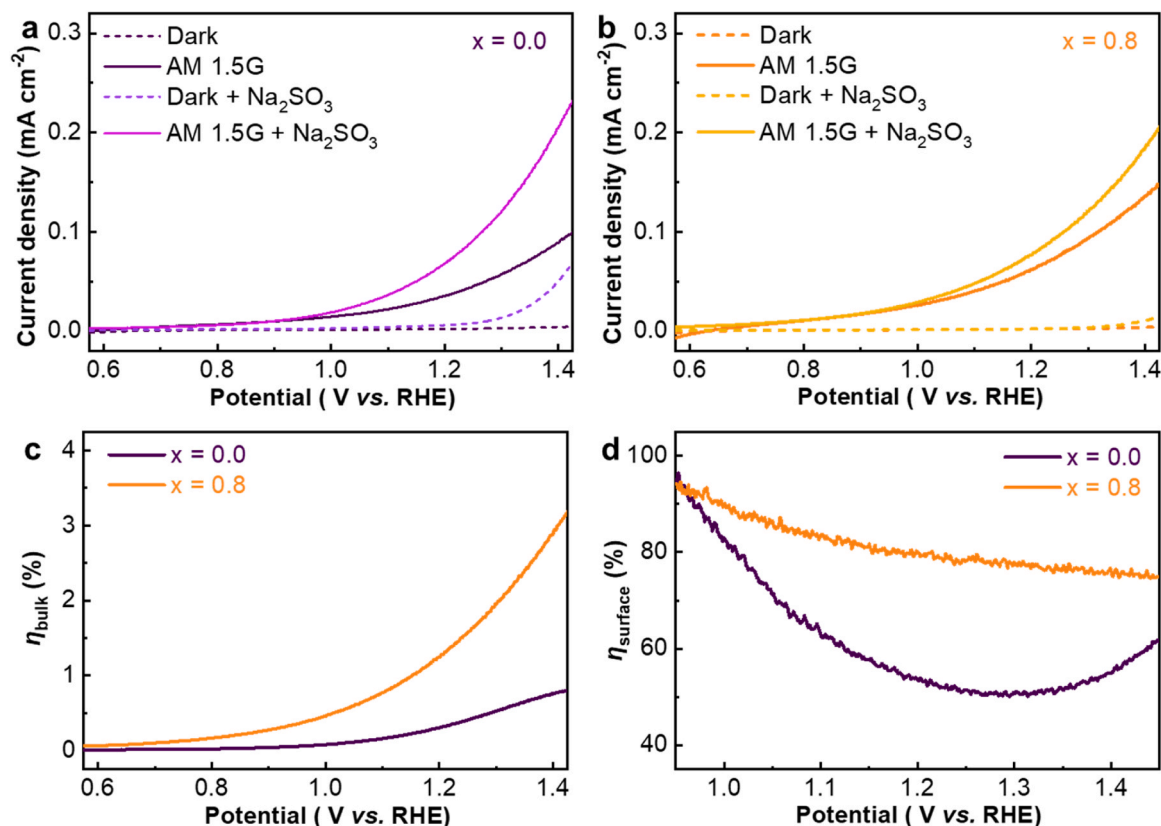 a
Current density (mA cm⁻²)
0.3
0.2
0.1
0.0
Dark
AM 1.5G
Dark + Na₂SO₃
AM 1.5G + Na₂SO₃
x = 0.0
0.6 0.8 1.0 1.2 1.4
Potential ( V vs. RHE)
b
Current density (mA cm⁻²)
0.3
0.2
0.1
0.0
Dark
AM 1.5G
Dark + Na₂SO₃
AM 1.5G + Na₂SO₃
x = 0.8
0.6 0.8 1.0 1.2 1.4
Potential ( V vs. RHE)
c
η_bulk (%)
4
3
2
1
0
x = 0.0
x = 0.8
0.6 0.8 1.0 1.2 1.4
Potential ( V vs. RHE)
d
η_surface (%)
100
80
60
40
x = 0.0
x = 0.8
1.0 1.1 1.2 1.3 1.4
Potential ( V vs. RHE)